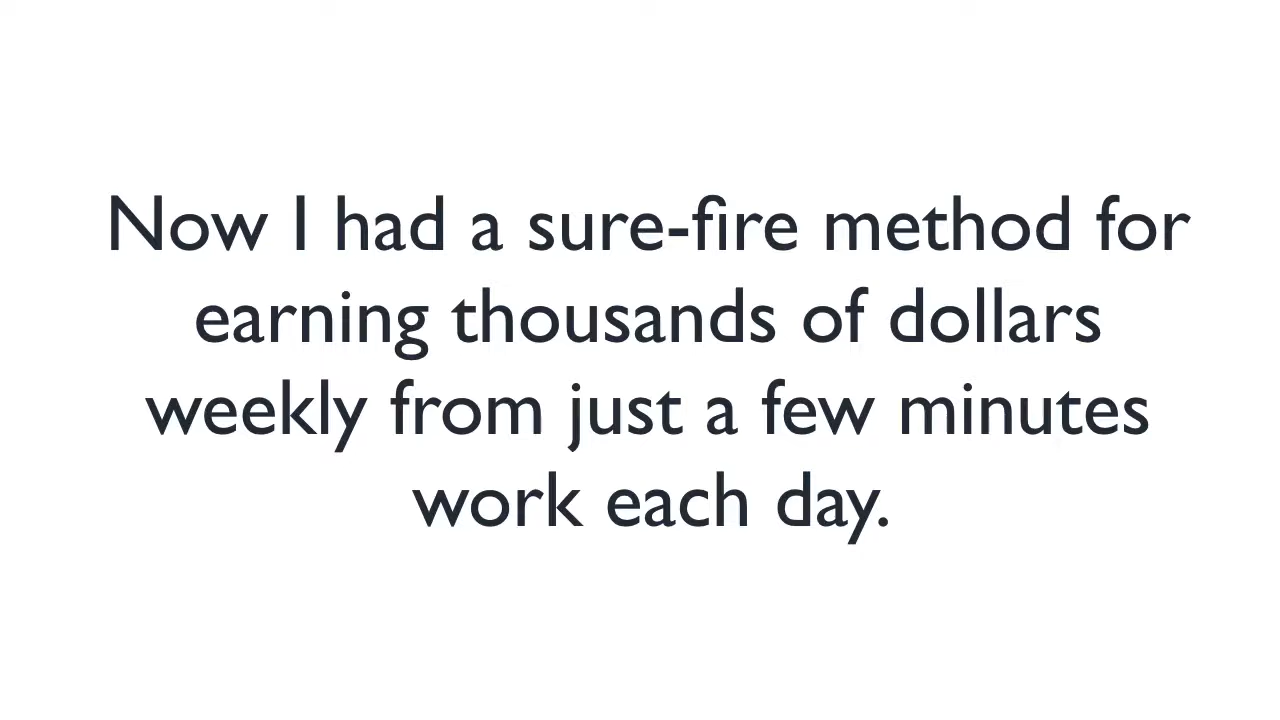 Now I had a sure-fire method for
earning thousands of dollars
weekly from just a few minutes
work each day.